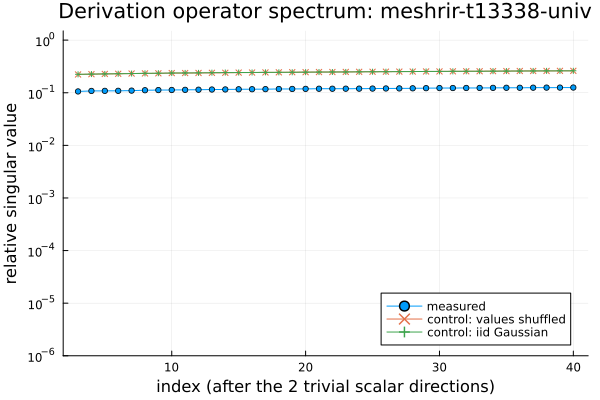 Derivation operator spectrum: meshrir-t13338-univ
10⁰
10⁻¹
10⁻²
10⁻³
10⁻⁴
10⁻⁵
10⁻⁶
relative singular value
measured
control: values shuffled
control: iid Gaussian
10 20 30 40
index (after the 2 trivial scalar directions)